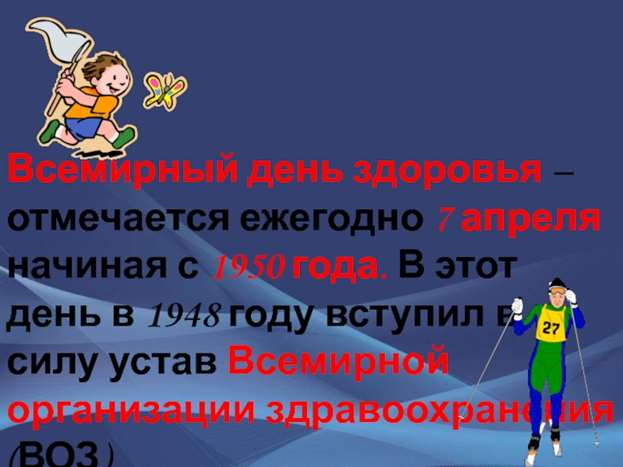 Всемирный день здоровья –
отмечается ежегодно 7 апреля
начиная с 1950 года. В этот
день в 1948 году вступил в
силу устав Всемирной
организации здравоохранения
(ВОЗ)
27